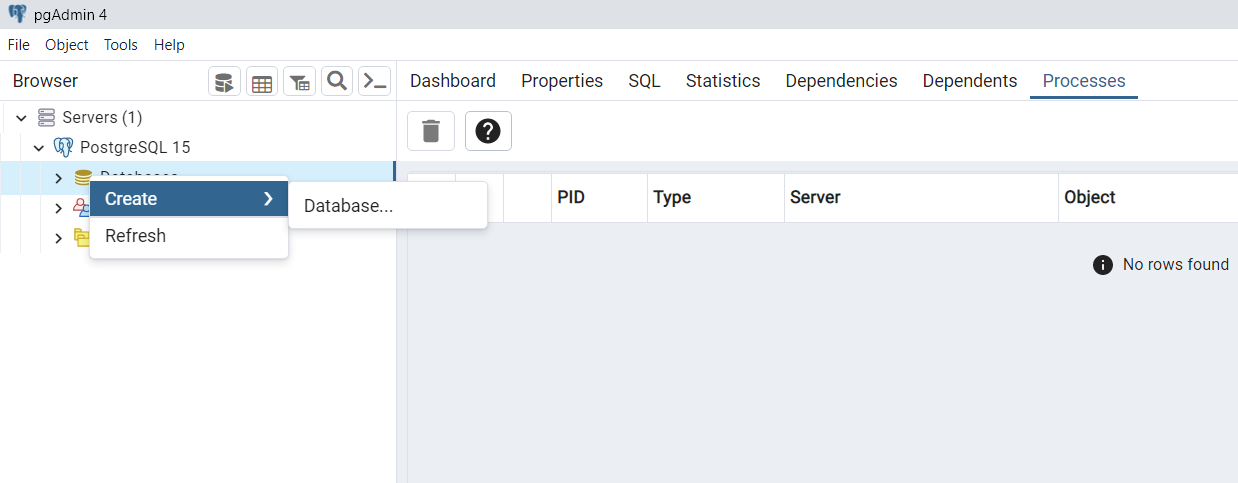 pgAdmin 4
File Object Tools Help
Browser
Dashboard Properties SQL Statistics Dependencies Dependents Processes
Servers (1)
PostgreSQL 15
Databases
Create
Database...
Refresh
PID Type Server Object
No rows found